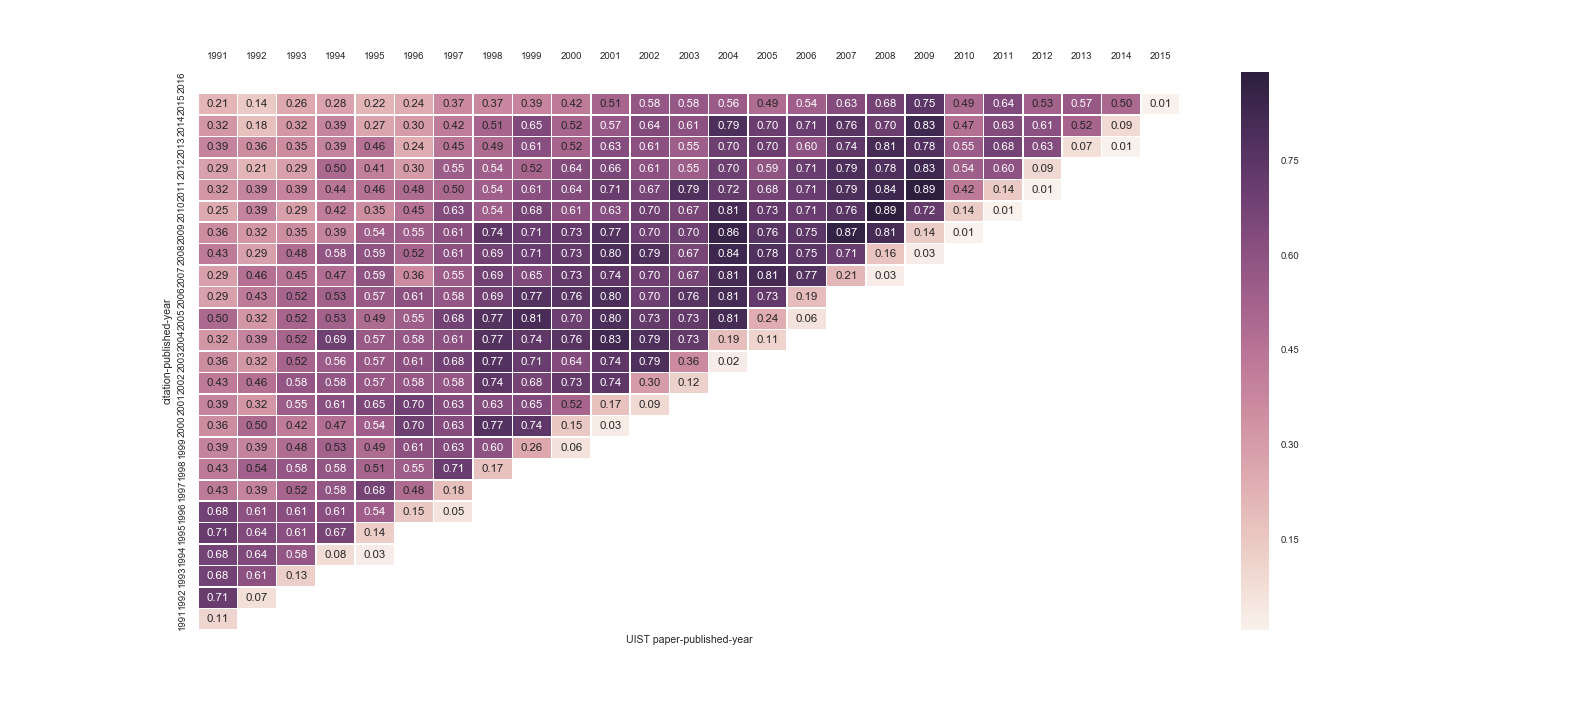 1991 1992 1993 1994 1995 1996 1997 1998 1999 2000 2001 2002 2003 2004 2005 2006 2007 2008 2009 2010 2011 2012 2013 2014 2015
2016
2015 0.21 0.14 0.26 0.28 0.22 0.24 0.37 0.37 0.39 0.42 0.51 0.58 0.58 0.56 0.49 0.54 0.63 0.68 0.75 0.49 0.64 0.53 0.57 0.50 0.01
2014 0.32 0.18 0.32 0.39 0.27 0.30 0.42 0.51 0.65 0.52 0.57 0.64 0.61 0.79 0.70 0.71 0.76 0.70 0.83 0.47 0.63 0.61 0.52 0.09
2013 0.39 0.36 0.35 0.39 0.46 0.24 0.45 0.49 0.61 0.52 0.63 0.61 0.55 0.70 0.70 0.60 0.74 0.81 0.78 0.55 0.68 0.63 0.07 0.01
2012 0.29 0.21 0.29 0.50 0.41 0.30 0.55 0.54 0.52 0.64 0.66 0.61 0.55 0.70 0.59 0.71 0.79 0.78 0.83 0.54 0.60 0.09
2011 0.32 0.39 0.39 0.44 0.46 0.48 0.50 0.54 0.61 0.64 0.71 0.67 0.79 0.72 0.68 0.71 0.79 0.84 0.89 0.42 0.14 0.01
2010 0.25 0.39 0.29 0.42 0.35 0.45 0.63 0.54 0.68 0.61 0.63 0.70 0.67 0.81 0.73 0.71 0.76 0.89 0.72 0.14 0.01
2009 0.36 0.32 0.35 0.39 0.54 0.55 0.61 0.74 0.71 0.73 0.77 0.70 0.70 0.86 0.76 0.75 0.87 0.81 0.14 0.01
2008 0.43 0.29 0.48 0.58 0.59 0.52 0.61 0.69 0.71 0.73 0.80 0.79 0.67 0.84 0.78 0.75 0.71 0.16 0.03
2007 0.29 0.46 0.45 0.47 0.59 0.36 0.55 0.69 0.65 0.73 0.74 0.70 0.67 0.81 0.81 0.77 0.21 0.03
2006 0.29 0.43 0.52 0.53 0.57 0.61 0.58 0.69 0.77 0.76 0.80 0.70 0.76 0.81 0.73 0.19
2005 0.50 0.32 0.52 0.53 0.49 0.55 0.68 0.77 0.81 0.70 0.80 0.73 0.73 0.81 0.24 0.06
2004 0.32 0.39 0.52 0.69 0.57 0.58 0.61 0.77 0.74 0.76 0.83 0.79 0.73 0.19 0.11
2003 0.36 0.32 0.52 0.56 0.57 0.61 0.68 0.77 0.71 0.64 0.74 0.79 0.36 0.02
2002 0.43 0.46 0.58 0.58 0.57 0.58 0.58 0.74 0.68 0.73 0.74 0.30 0.12
2001 0.39 0.32 0.55 0.61 0.65 0.70 0.63 0.63 0.65 0.52 0.17 0.09
2000 0.36 0.50 0.42 0.47 0.54 0.70 0.63 0.77 0.74 0.15 0.03
1999 0.39 0.39 0.48 0.53 0.49 0.61 0.63 0.60 0.26 0.06
1998 0.43 0.54 0.58 0.58 0.51 0.55 0.71 0.17
1997 0.43 0.39 0.52 0.58 0.68 0.48 0.18
1996 0.68 0.61 0.61 0.61 0.54 0.15 0.05
1995 0.71 0.64 0.61 0.67 0.14
1994 0.68 0.64 0.58 0.08 0.03
1993 0.68 0.61 0.13
1992 0.71 0.07
1991 0.11
citation-published-year
UIST paper-published-year
0.75
0.60
0.45
0.30
0.15